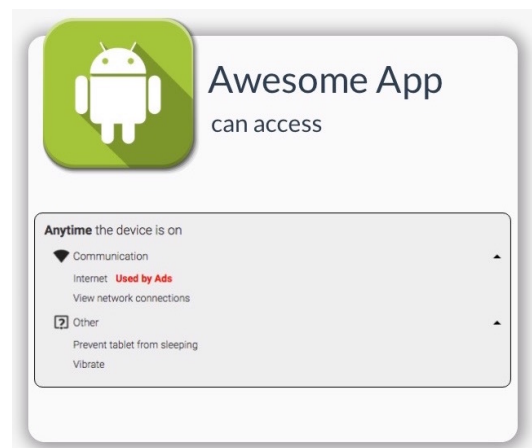 Awesome App
can access
Anytime the device is on
Communication
Internet Used by Ads
View network connections
Other
Prevent tablet from sleeping
Vibrate